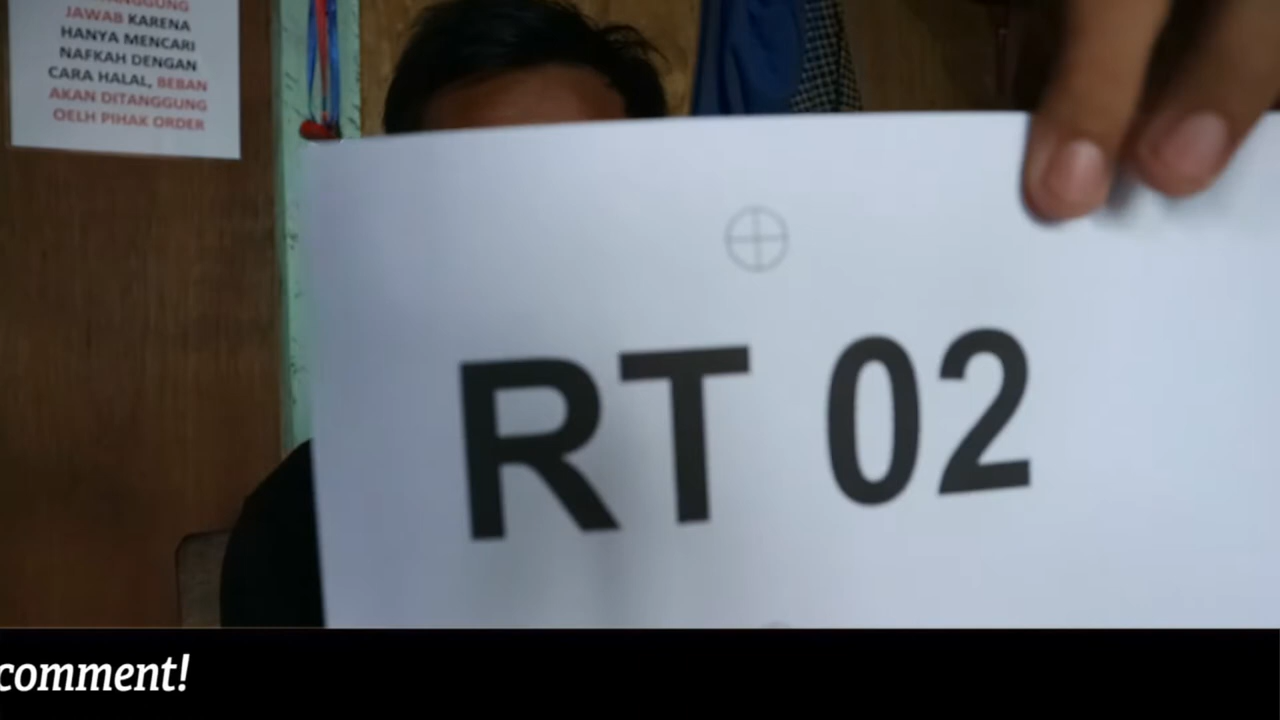 JAWAB KARENA
HANYA MENCARI
NAFKAH DENGAN
CARA HALAL, BEBAN
AKAN DITANGGUNG
OELH PIHAK ORDER
RT 02
comment!